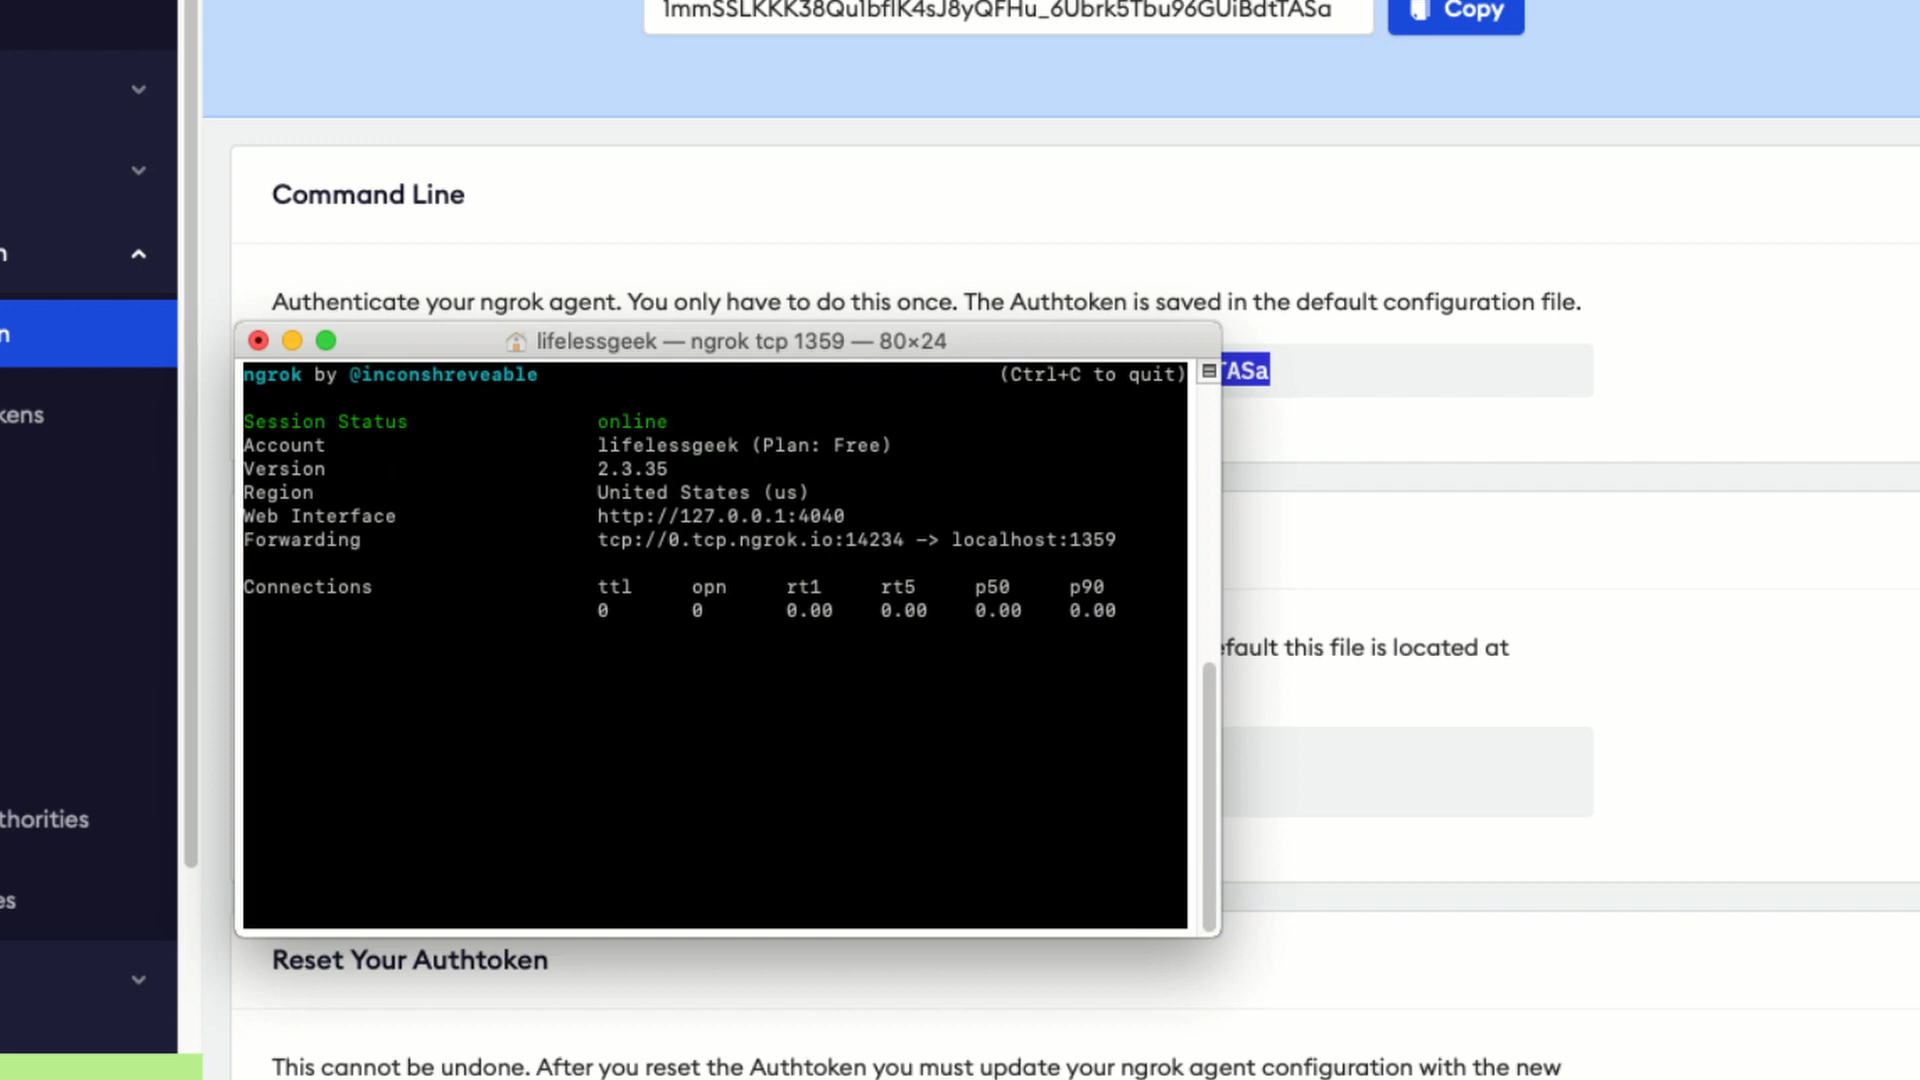 1mmSSLKKK38Qu1bflK4sJ8yQFHu_6Ubrk5Tbu96GUiBdtTASa
Copy
Command Line
Authenticate your ngrok agent. You only have to do this once. The Authtoken is saved in the default configuration file.
lifelessgeek — ngrok tcp 1359 — 80×24
ngrok by @inconshreveable (Ctrl+C to quit)
TASa
Session Status online
Account lifelessgeek (Plan: Free)
Version 2.3.35
Region United States (us)
Web Interface http://127.0.0.1:4040
Forwarding tcp://0.tcp.ngrok.io:14234 -> localhost:1359
Connections ttl opn rt1 rt5 p50 p90
0 0 0.00 0.00 0.00 0.00
efault this file is located at
n
n
kens
thorities
es
Reset Your Authtoken
This cannot be undone. After you reset the Authtoken you must update your ngrok agent configuration with the new